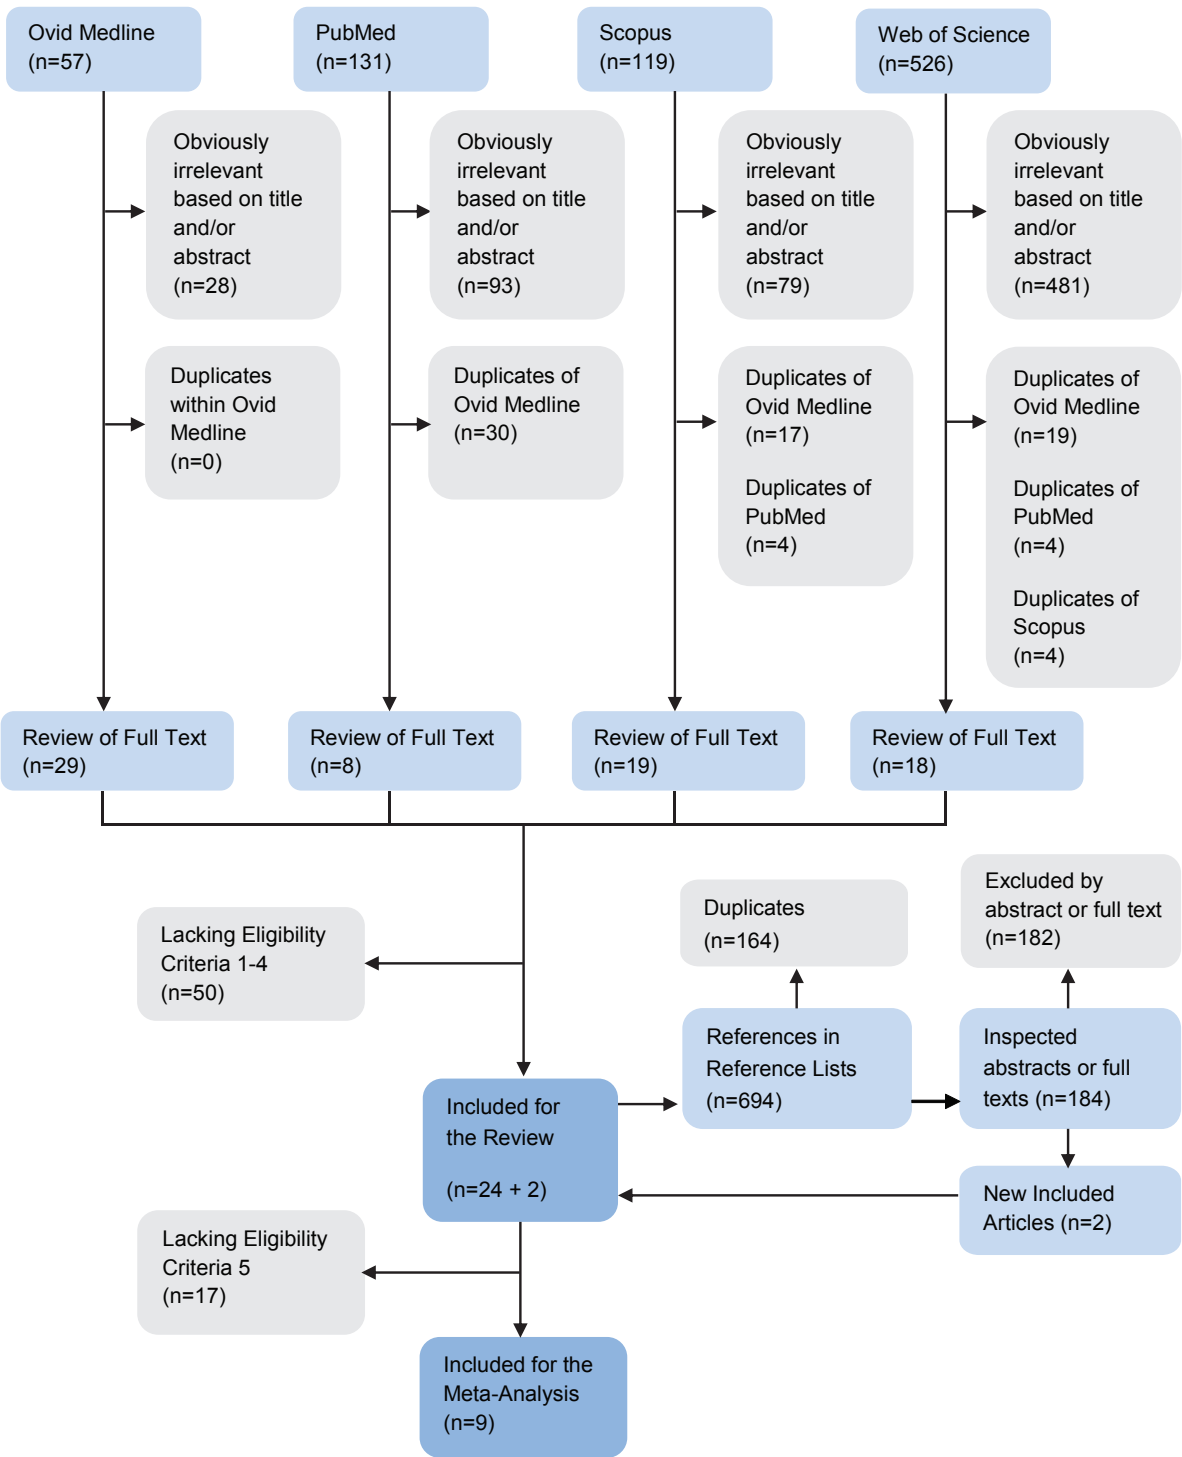 Ovid Medline
(n=57)
PubMed
(n=131)
Scopus
(n=119)
Web of Science
(n=526)
Obviously
irrelevant
based on title
and/or
abstract
(n=28)
Obviously
irrelevant
based on title
and/or
abstract
(n=93)
Obviously
irrelevant
based on title
and/or
abstract
(n=79)
Obviously
irrelevant
based on title
and/or
abstract
(n=481)
Duplicates
within Ovid
Medline
(n=0)
Duplicates of
Ovid Medline
(n=30)
Duplicates of
Ovid Medline
(n=17)
Duplicates of
PubMed
(n=4)
Duplicates of
Ovid Medline
(n=19)
Duplicates of
PubMed
(n=4)
Duplicates of
Scopus
(n=4)
Review of Full Text
(n=29)
Review of Full Text
(n=8)
Review of Full Text
(n=19)
Review of Full Text
(n=18)
Lacking Eligibility
Criteria 1-4
(n=50)
Duplicates
(n=164)
Excluded by
abstract or full text
(n=182)
References in
Reference Lists
(n=694)
Inspected
abstracts or full
texts (n=184)
Included for
the Review
(n=24 + 2)
New Included
Articles (n=2)
Lacking Eligibility
Criteria 5
(n=17)
Included for the
Meta-Analysis
(n=9)